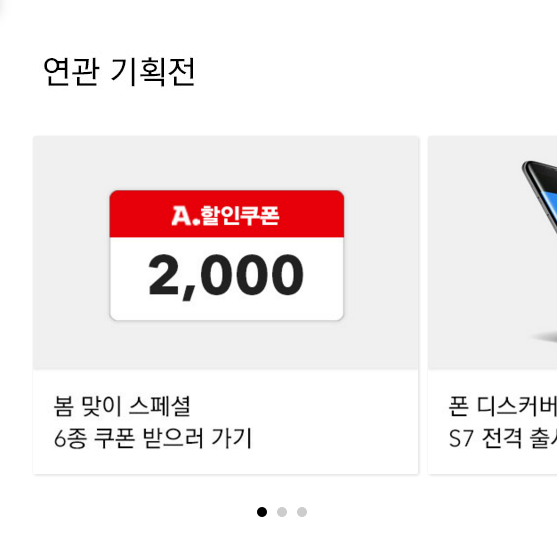 연관 기획전
A.할인쿠폰
2,000
봄 맞이 스페셜
6종 쿠폰 받으러 가기
폰 디스커버
S7 전격 출시